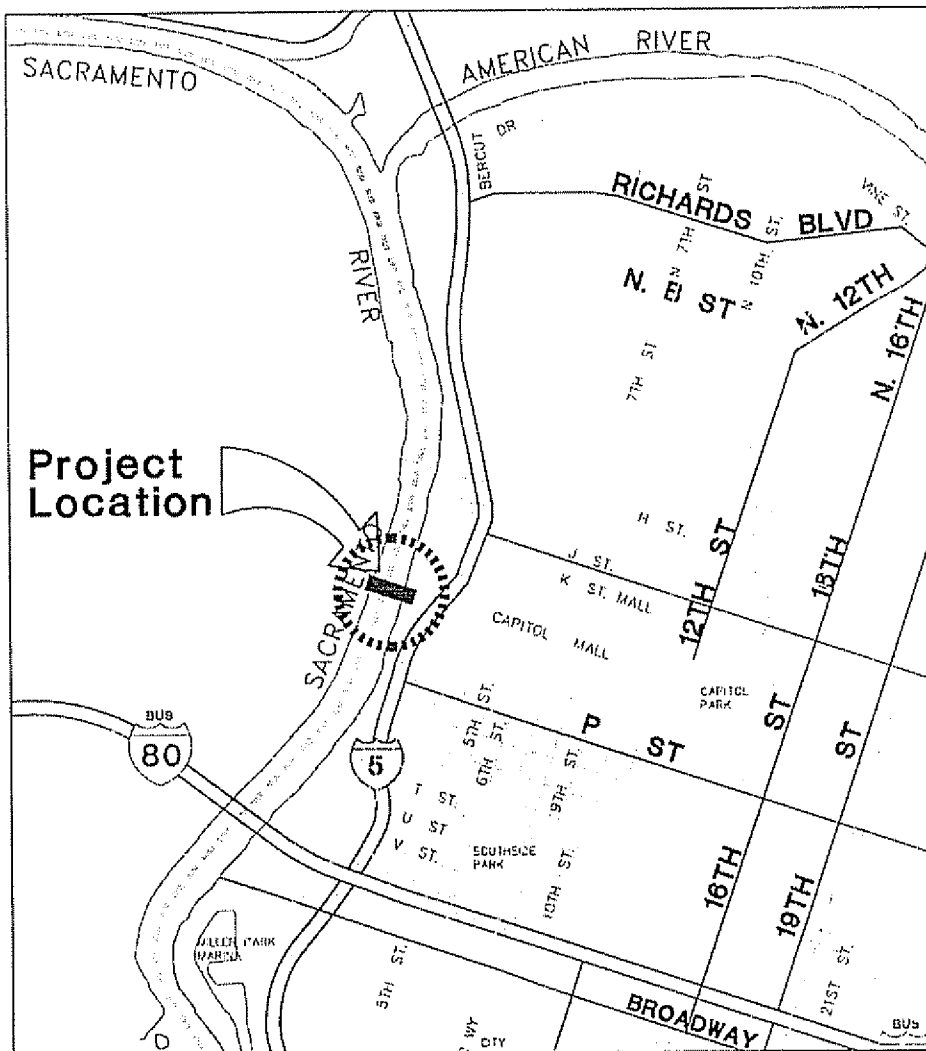 SACRAMENTO
RIVER
AMERICAN RIVER
BERCUT DR
RICHARDS BLVD
VINE ST.
N 7TH ST
N 10TH ST.
N. B ST
N. 12TH
N. 16TH
7TH ST
Project
Location
SACRAMENTO
H ST.
J ST.
K ST. MALL
CAPITOL MALL
12TH ST
18TH
CAPITOL
PARK
P ST
ST
ST
5TH ST.
6TH ST.
9TH ST.
10TH ST.
BUS
80
5
T ST.
U ST
V ST.
SOUTHSIDE
PARK
16TH
19TH
MILLER PARK
MARINA
5TH ST.
21ST ST.
BROADWAY
BUS
WY
CITY